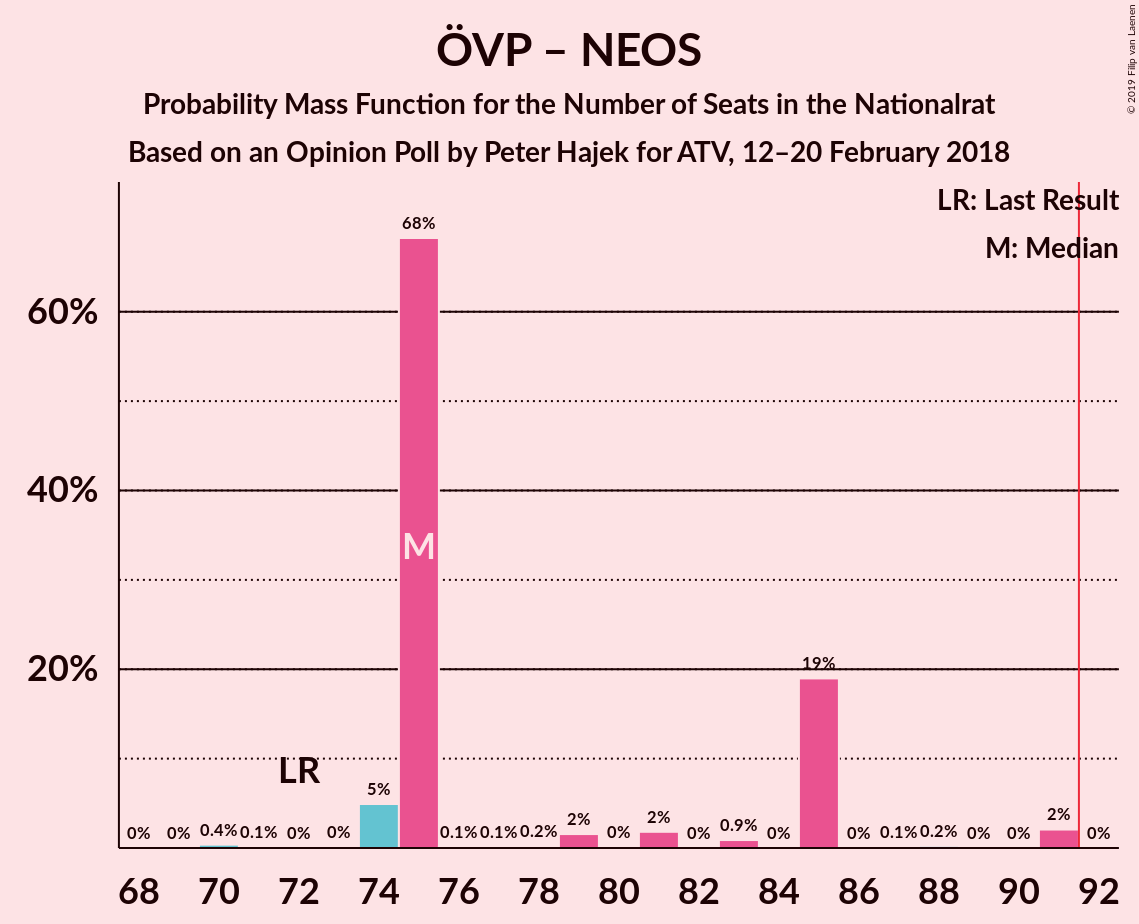 ÖVP – NEOS
Probability Mass Function for the Number of Seats in the Nationalrat
Based on an Opinion Poll by Peter Hajek for ATV, 12–20 February 2018
© 2019 Filip van Laenen
LR: Last Result
M: Median
68%
60%
40%
M
20%
19%
LR
5%
0% 0% 0.4% 0.1% 0% 0% 0.1% 0.1% 0.2% 2% 0% 2% 0% 0.9% 0% 0% 0.1% 0.2% 0% 0% 2% 0%
68 70 72 74 76 78 80 82 84 86 88 90 92